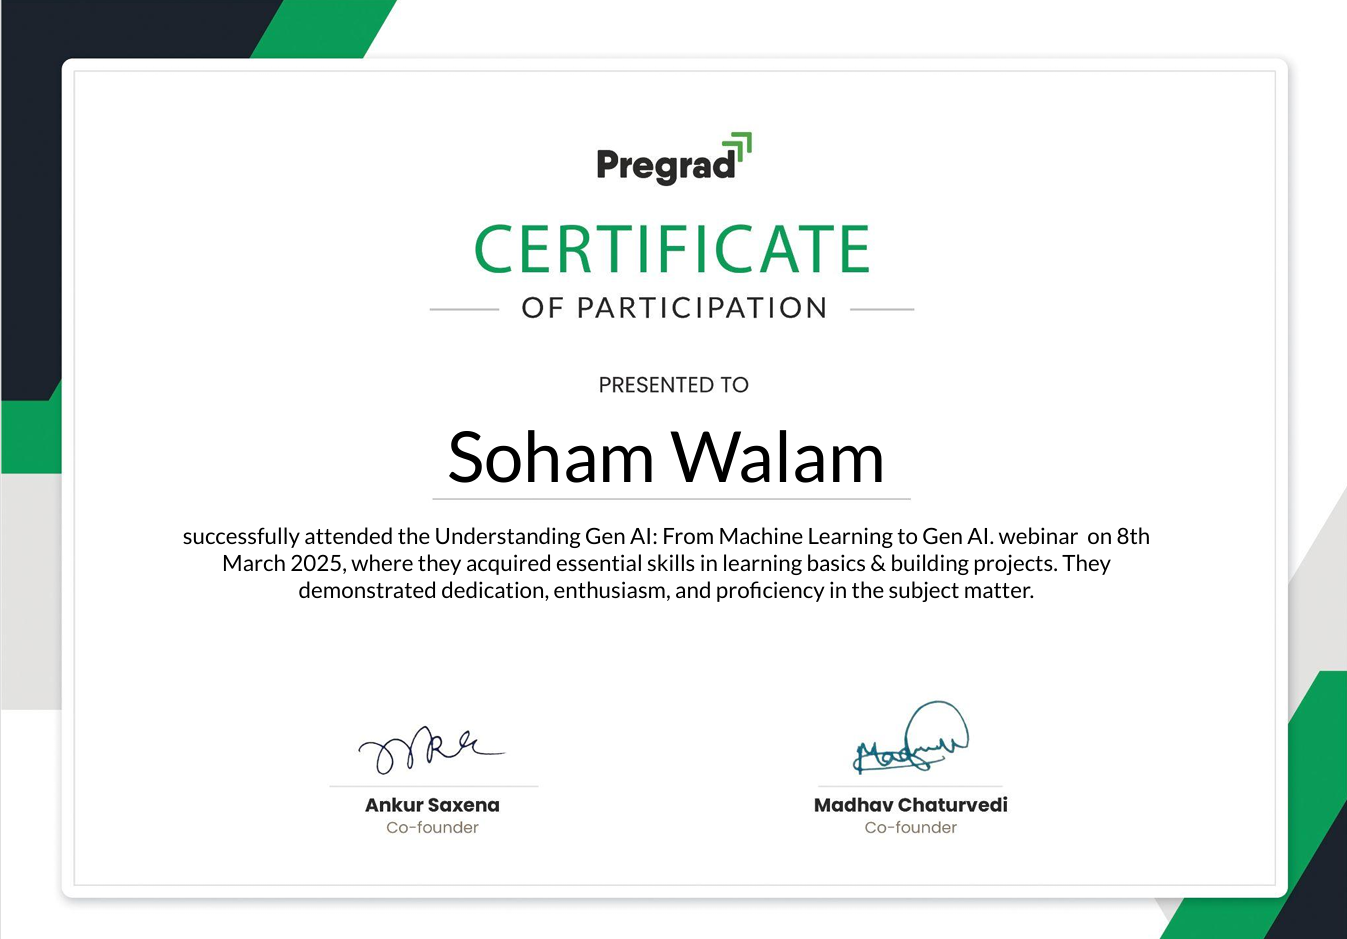 Pregrad
CERTIFICATE
OF PARTICIPATION
PRESENTED TO
Soham Walam
successfully attended the Understanding Gen AI: From Machine Learning to Gen AI. webinar  on 8th
March 2025, where they acquired essential skills in learning basics & building projects. They
demonstrated dedication, enthusiasm, and proficiency in the subject matter.
Ankur Saxena
Co-founder
Madhav Chaturvedi
Co-founder